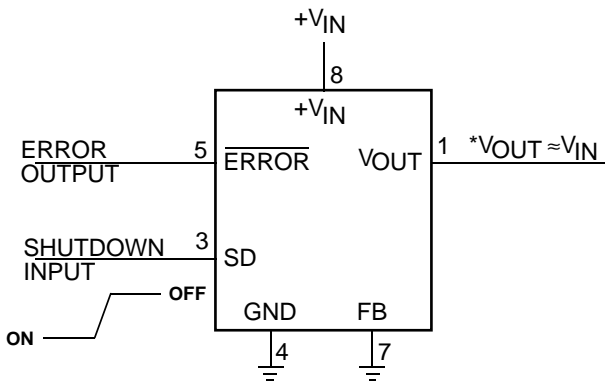 +VIN
8
+VIN
ERROR
OUTPUT
5
ERROR
VOUT
1
*VOUT ≈VIN
SHUTDOWN
INPUT
3
SD
OFF
ON
GND
FB
4
7